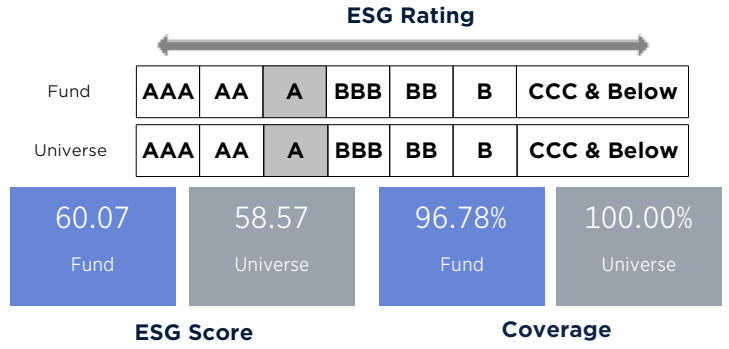 ESG Rating
Fund AAA AA A BBB BB B CCC & Below
Universe AAA AA A BBB BB B CCC & Below
60.07 58.57 96.78% 100.00%
Fund Universe Fund Universe
ESG Score Coverage